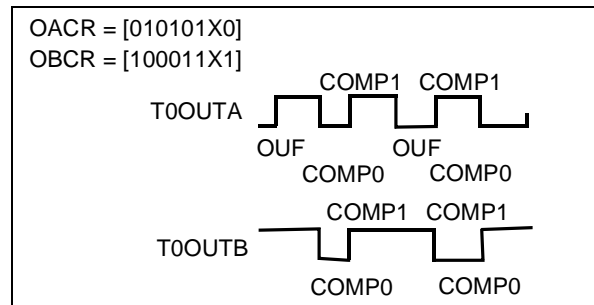 OACR = [010101X0]
OBCR = [100011X1]
COMP1 COMP1
T0OUTA
OUF OUF
COMP0 COMP0
COMP1 COMP1
T0OUTB
COMP0 COMP0